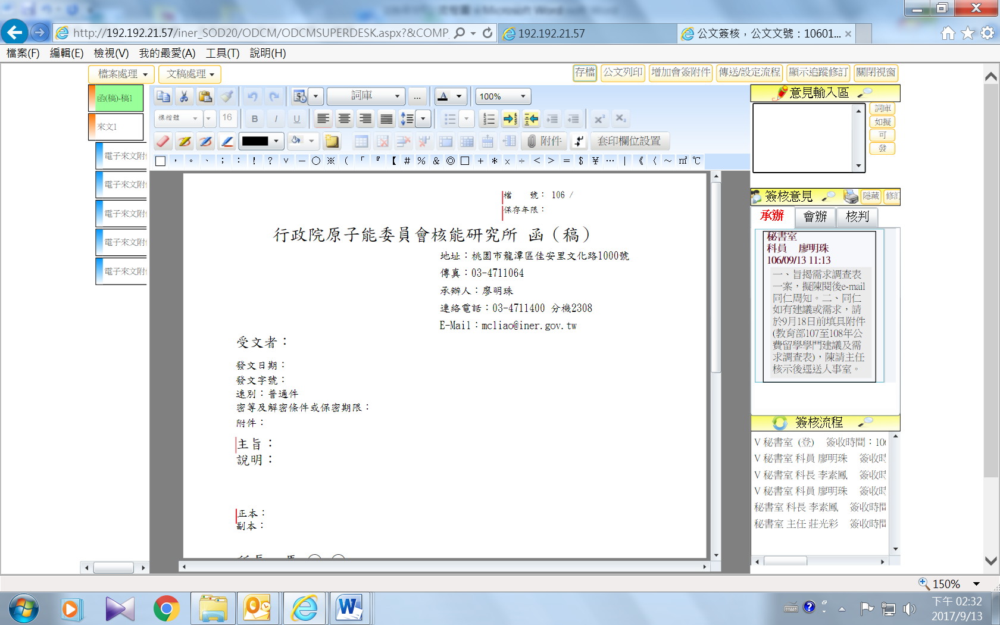 http://192.192.21.57/iner_SOD20/ODCM/ODCMSUPERDESK.aspx?&COMP_
192.192.21.57
公文簽核，公文文號：10601...
檔案(F) 編輯(E) 檢視(V) 我的最愛(A) 工具(T) 說明(H)
檔案處理 文稿處理
存檔 公文列印 增加會簽附件 傳送/設定流程 顯示追蹤修訂 關閉視窗
函(稿)-稿1
來文1
電子來文附
電子來文附
電子來文附
電子來文附
電子來文附
詞庫 ... A 100%
標楷體 16 B I U
附件 套印欄位設置
， 。 、 ； ： ！ ？ ˅ — ○ ※ （ 「 『 【 # % & ◎ □ + * x ÷ < > = $ ¥ … | 《 〈 ～ ㎡ ℃
檔 號： 106 /
保存年限：
行政院原子能委員會核能研究所 函（稿）
地址：桃園市龍潭區佳安里文化路1000號
傳真：03-4711064
承辦人：廖明珠
連絡電話：03-4711400 分機2308
E-Mail：mcliao@iner.gov.tw
受文者：
發文日期：
發文字號：
速別：普通件
密等及解密條件或保密期限：
附件：
主旨：
說明：
正本：
副本：
意見輸入區
詞庫
如擬
可
發
簽核意見 隱藏 修訂
承辦 會辦 核判
秘書室
科員 廖明珠
106/09/13 11:13
一、旨揭需求調查表
一案，擬陳閱後e-mail
同仁周知。二、同仁
如有建議或需求，請
於9月18日前填具附件
(教育部107至108年公
費留學學門建議及需
求調查表)，陳請主任
核示後逕送人事室。
簽核流程
V 秘書室 (登) 簽收時間：10
V 秘書室 科員 廖明珠 簽收時
V 秘書室 科長 李素鳳 簽收時
V 秘書室 科員 廖明珠 簽收時
秘書室 科長 李素鳳 簽收時間
秘書室 主任 莊光彩 簽收時間
150%
下午 02:32
2017/9/13